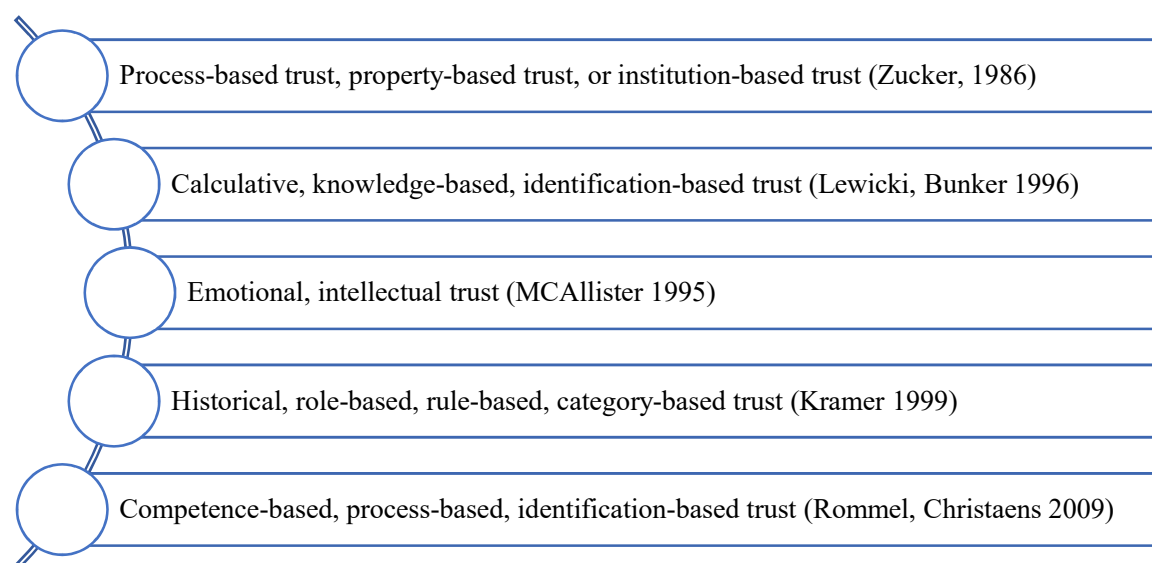 Process-based trust, property-based trust, or institution-based trust (Zucker, 1986)
Calculative, knowledge-based, identification-based trust (Lewicki, Bunker 1996)
Emotional, intellectual trust (MCAllister 1995)
Historical, role-based, rule-based, category-based trust (Kramer 1999)
Competence-based, process-based, identification-based trust (Rommel, Christaens 2009)